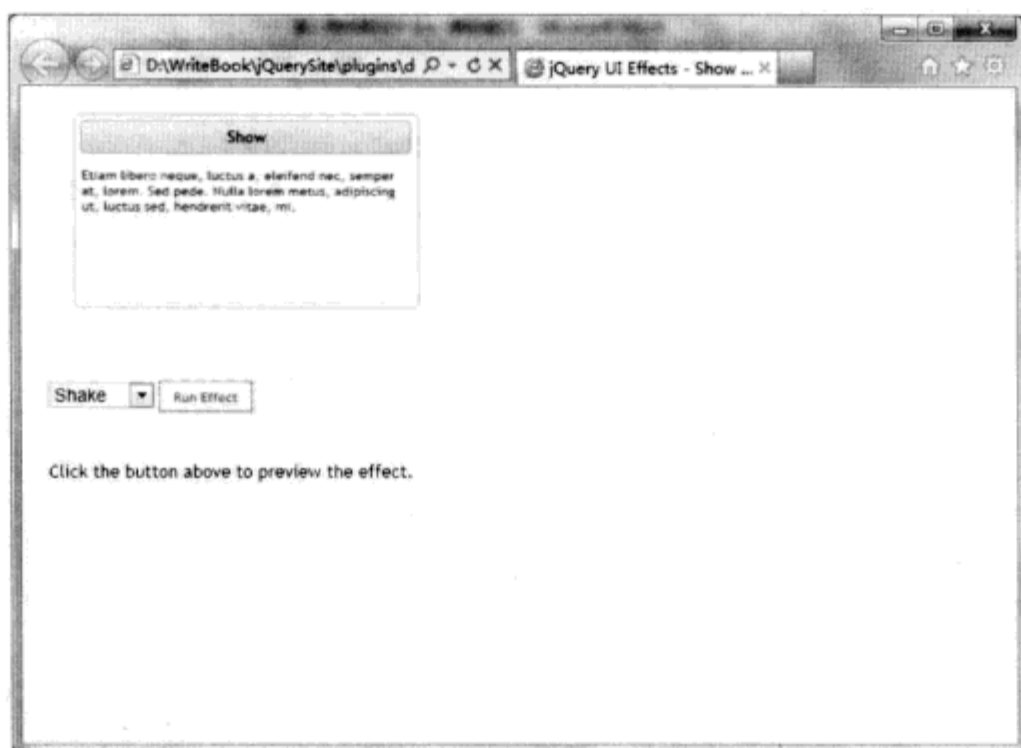 D:\WriteBook\jQuerySite\plugins\d
jQuery UI Effects - Show ...
Show
Etiam libero neque, luctus a, eleifend nec, semper
at, lorem. Sed pede. Nulla lorem metus, adipiscing
ut, luctus sed, hendrerit vitae, mi.
Shake
Run Effect
Click the button above to preview the effect.